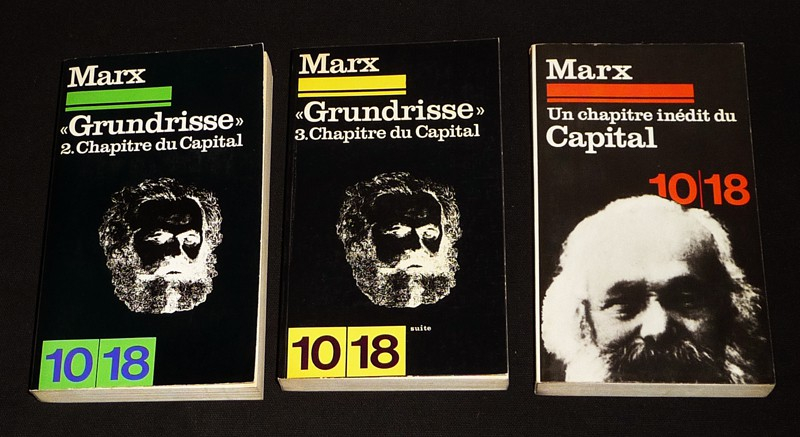 Marx
«Grundrisse»
2.Chapitre du Capital
10|18
Marx
«Grundrisse»
3.Chapitre du Capital
suite
10|18
Marx
Un chapitre inédit du
Capital
10|18